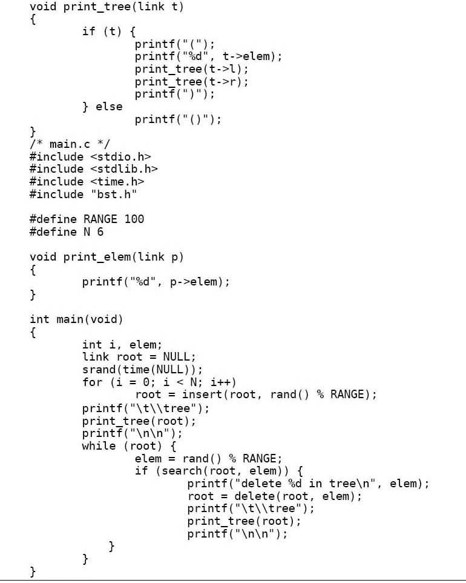 void print_tree(link t)
{
        if (t) {
                printf("(");
                printf("%d", t->elem);
                print_tree(t->l);
                print_tree(t->r);
                printf(")");
        } else
                printf("()");
}
/* main.c */
#include <stdio.h>
#include <stdlib.h>
#include <time.h>
#include "bst.h"

#define RANGE 100
#define N 6

void print_elem(link p)
{
        printf("%d", p->elem);
}

int main(void)
{
        int i, elem;
        link root = NULL;
        srand(time(NULL));
        for (i = 0; i < N; i++)
                root = insert(root, rand() % RANGE);
        printf("\t\\tree");
        print_tree(root);
        printf("\n\n");
        while (root) {
                elem = rand() % RANGE;
                if (search(root, elem)) {
                        printf("delete %d in tree\n", elem);
                        root = delete(root, elem);
                        printf("\t\\tree");
                        print_tree(root);
                        printf("\n\n");
            }
        }
}